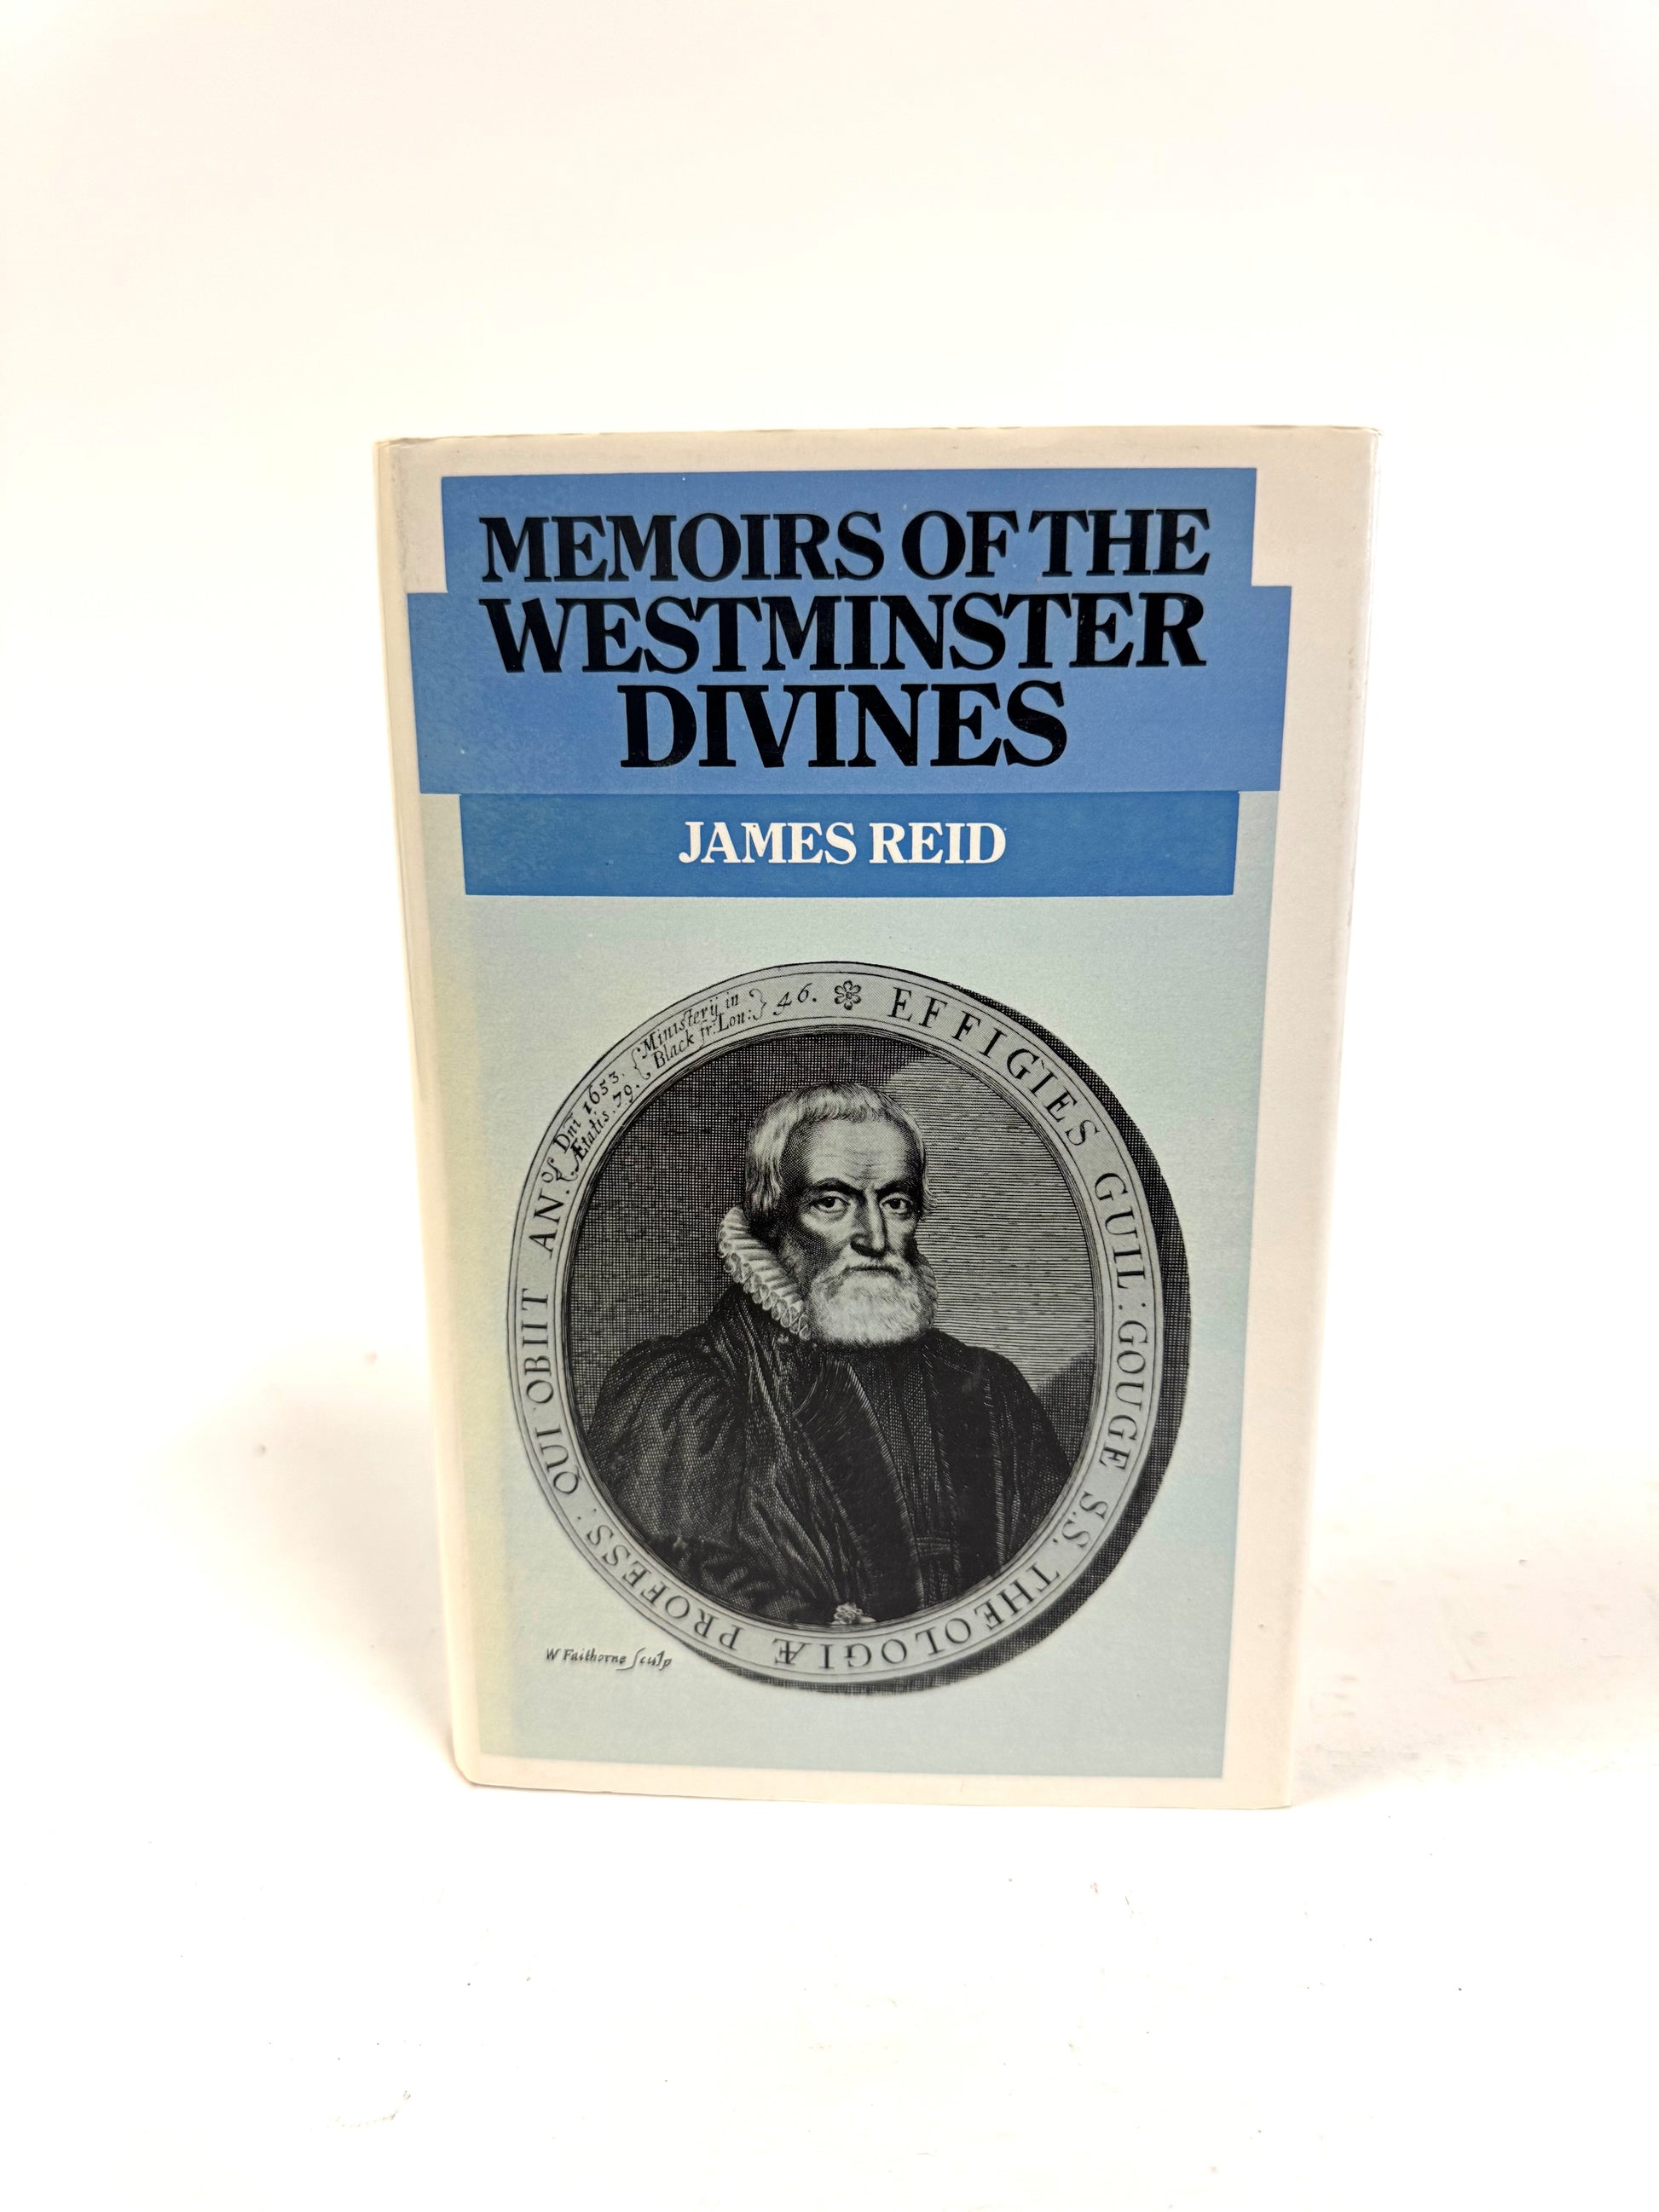 MEMOIRS OF THE
WESTMINSTER
DIVINES
JAMES REID
EFFIGIES GUIL: GOUGE S.S. THEOLOGIÆ PROFESS: QUI OBIIT AN.º { Dni 1653. { Ministerij in } 46.
Ætatis. 79. { Black fr: Lon: }
W Faithorne Sculp